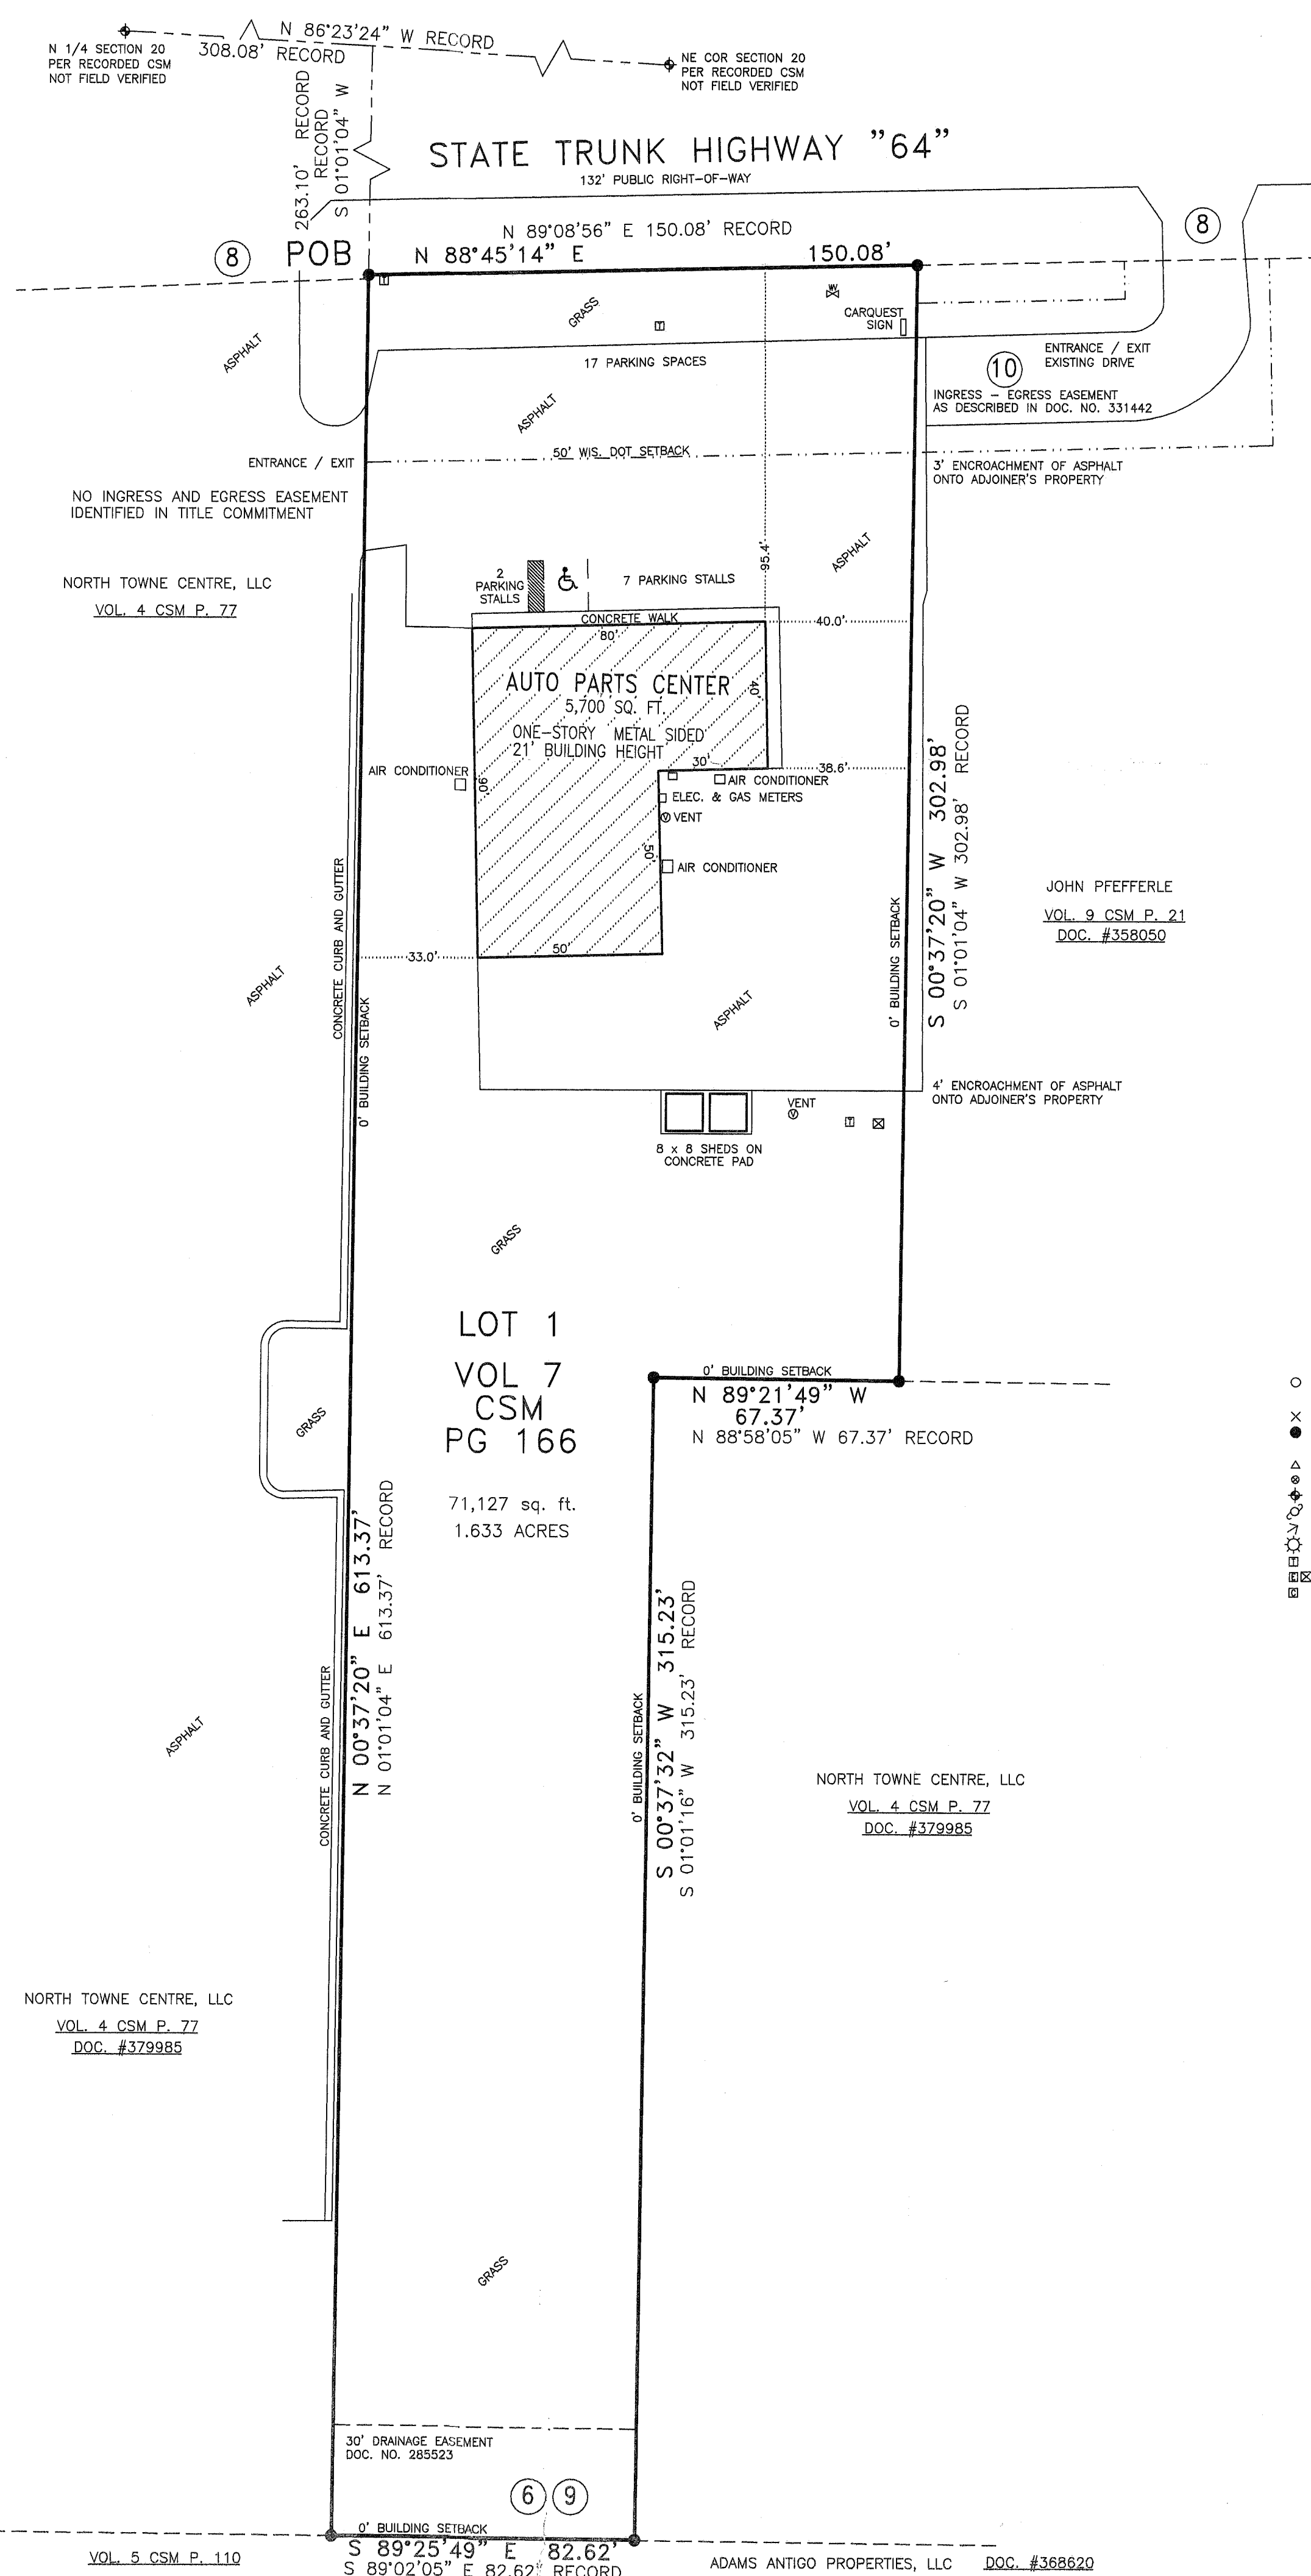 N 86°23'24" W RECORD
308.08' RECORD
N 1/4 SECTION 20
PER RECORDED CSM
NOT FIELD VERIFIED
NE COR SECTION 20
PER RECORDED CSM
NOT FIELD VERIFIED
263.10' RECORD
RECORD
S 01°01'04" W
STATE TRUNK HIGHWAY "64"
132' PUBLIC RIGHT-OF-WAY
N 89°08'56" E 150.08' RECORD
8
POB
N 88°45'14" E
150.08'
8
T
WV
GRASS
T
CARQUEST
SIGN
ASPHALT
17 PARKING SPACES
ENTRANCE / EXIT
EXISTING DRIVE
10
INGRESS - EGRESS EASEMENT
AS DESCRIBED IN DOC. NO. 331442
ASPHALT
50' WIS. DOT SETBACK
ENTRANCE / EXIT
3' ENCROACHMENT OF ASPHALT
ONTO ADJOINER'S PROPERTY
NO INGRESS AND EGRESS EASEMENT
IDENTIFIED IN TITLE COMMITMENT
95.4'
ASPHALT
NORTH TOWNE CENTRE, LLC
VOL. 4 CSM P. 77
2
PARKING
STALLS
7 PARKING STALLS
CONCRETE WALK
80'
40.0'
AUTO PARTS CENTER
5,700 SQ. FT.
ONE-STORY METAL SIDED
21' BUILDING HEIGHT
40'
30'
38.6'
AIR CONDITIONER
90'
AIR CONDITIONER
ELEC. & GAS METERS
V VENT
50'
AIR CONDITIONER
50'
33.0'
S 00°37'20" W 302.98'
S 01°01'04" W 302.98' RECORD
0' BUILDING SETBACK
JOHN PFEFFERLE
VOL. 9 CSM P. 21
DOC. #358050
CONCRETE CURB AND GUTTER
ASPHALT
0' BUILDING SETBACK
ASPHALT
4' ENCROACHMENT OF ASPHALT
ONTO ADJOINER'S PROPERTY
VENT
V
T
8 x 8 SHEDS ON
CONCRETE PAD
GRASS
LOT 1
VOL 7
CSM
PG 166
71,127 sq. ft.
1.633 ACRES
0' BUILDING SETBACK
N 89°21'49" W
67.37'
N 88°58'05" W 67.37' RECORD
GRASS
T
E
C
N 00°37'20" E 613.37'
N 01°01'04" E 613.37' RECORD
S 00°37'32" W 315.23'
S 01°01'16" W 315.23' RECORD
0' BUILDING SETBACK
CONCRETE CURB AND GUTTER
ASPHALT
NORTH TOWNE CENTRE, LLC
VOL. 4 CSM P. 77
DOC. #379985
NORTH TOWNE CENTRE, LLC
VOL. 4 CSM P. 77
DOC. #379985
GRASS
30' DRAINAGE EASEMENT
DOC. NO. 285523
6 9
0' BUILDING SETBACK
S 89°25'49" E 82.62'
S 89°02'05" E 82.62' RECORD
VOL. 5 CSM P. 110
ADAMS ANTIGO PROPERTIES, LLC DOC. #368620